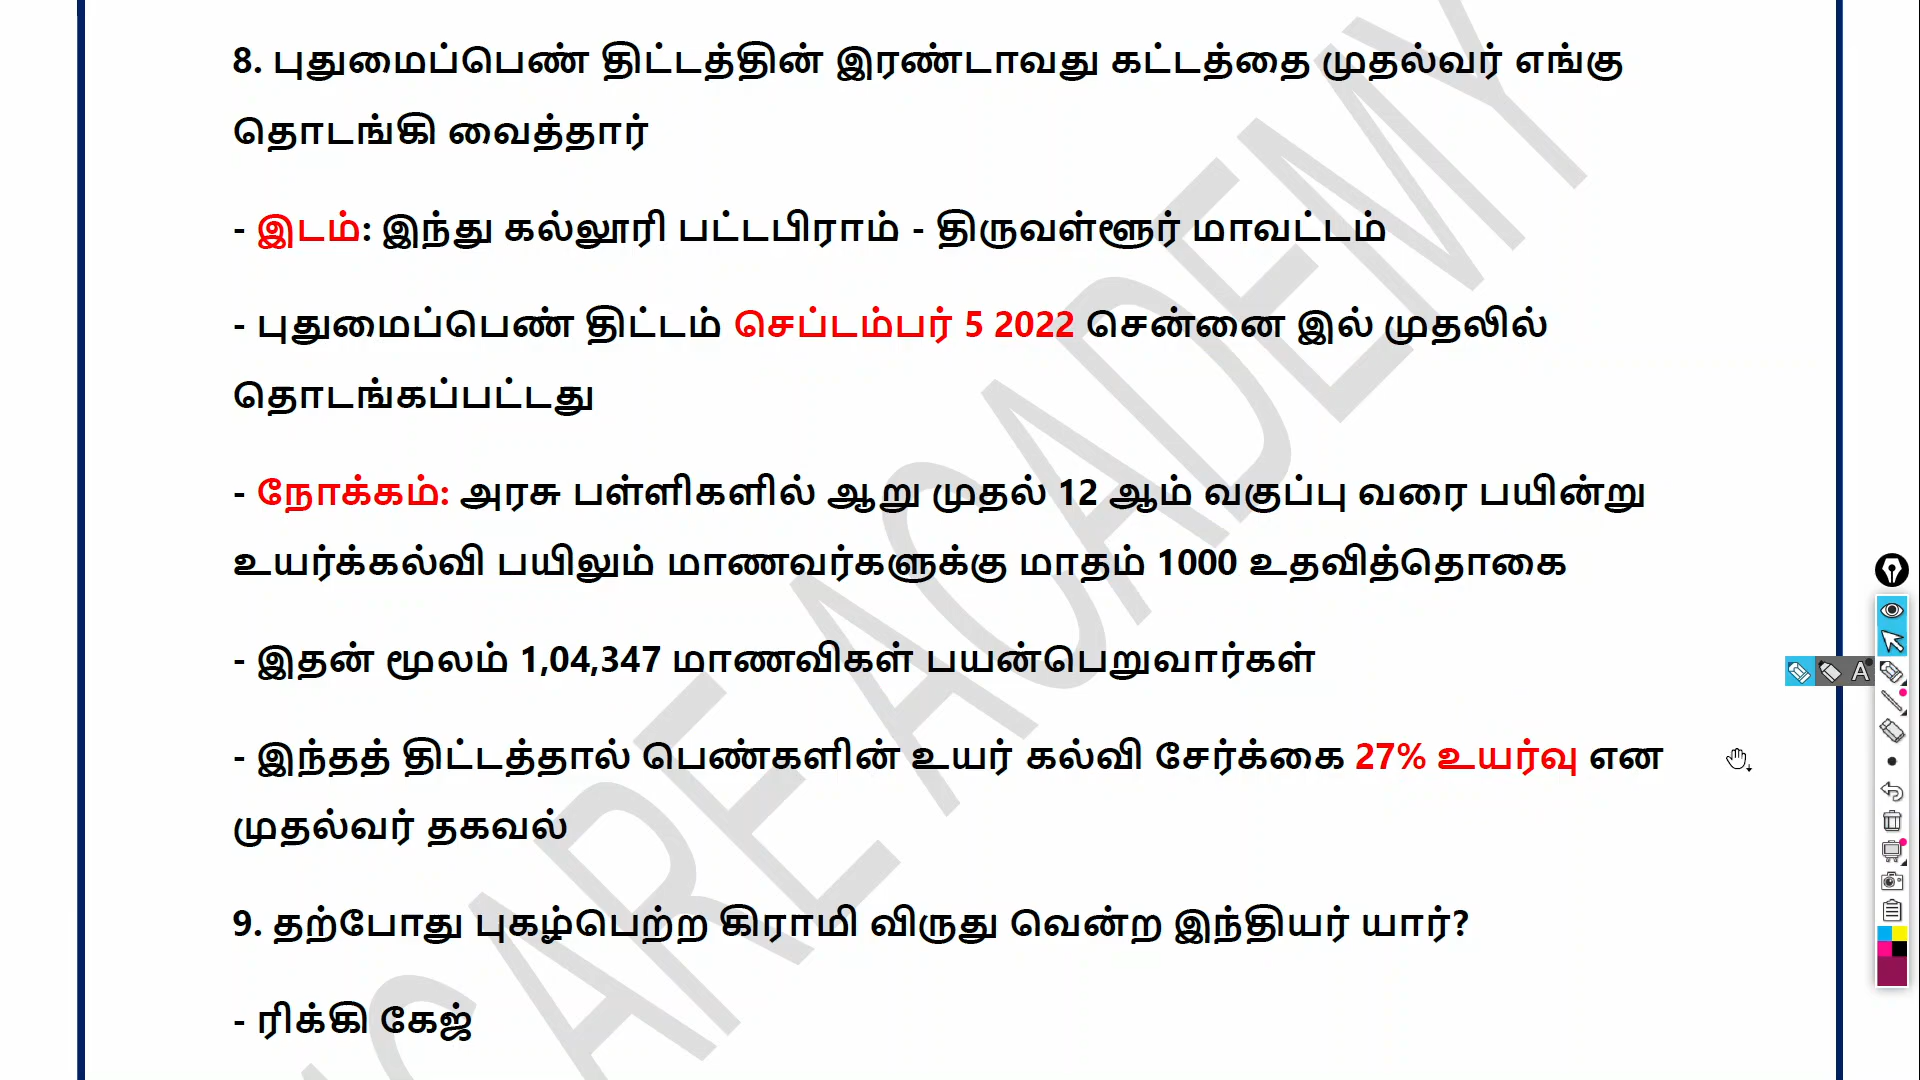 8. புதுமைப்பெண் திட்டத்தின் இரண்டாவது கட்டத்தை முதல்வர் எங்கு
தொடங்கி வைத்தார்
- இடம்: இந்து கல்லூரி பட்டபிராம் - திருவள்ளூர் மாவட்டம்
- புதுமைப்பெண் திட்டம் செப்டம்பர் 5 2022 சென்னை இல் முதலில்
தொடங்கப்பட்டது
- நோக்கம்: அரசு பள்ளிகளில் ஆறு முதல் 12 ஆம் வகுப்பு வரை பயின்று
உயர்க்கல்வி பயிலும் மாணவர்களுக்கு மாதம் 1000 உதவித்தொகை
- இதன் மூலம் 1,04,347 மாணவிகள் பயன்பெறுவார்கள்
- இந்தத் திட்டத்தால் பெண்களின் உயர் கல்வி சேர்க்கை 27% உயர்வு என
முதல்வர் தகவல்
9. தற்போது புகழ்பெற்ற கிராமி விருது வென்ற இந்தியர் யார்?
- ரிக்கி கேஜ்
CARE ACADEMY
A